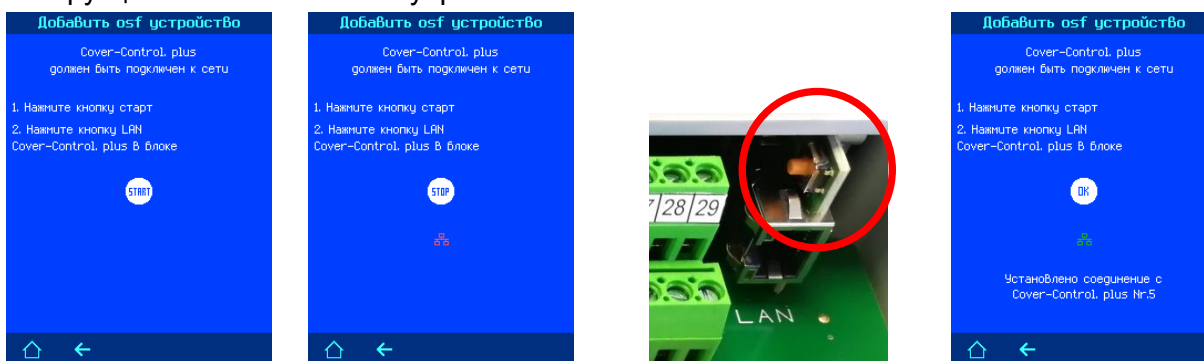 Добавить osf устройство
Cover-Control. plus
должен быть подключен к сети
1. Нажмите кнопку старт
2. Нажмите кнопку LAN
Cover-Control. plus В блоке
START
Добавить osf устройство
Cover-Control. plus
должен быть подключен к сети
1. Нажмите кнопку старт
2. Нажмите кнопку LAN
Cover-Control. plus В блоке
STOP
7 28 29
LAN
Добавить osf устройство
Cover-Control. plus
должен быть подключен к сети
1. Нажмите кнопку старт
2. Нажмите кнопку LAN
Cover-Control. plus В блоке
OK
Установлено соединение с
Cover-Control. plus Nr.5